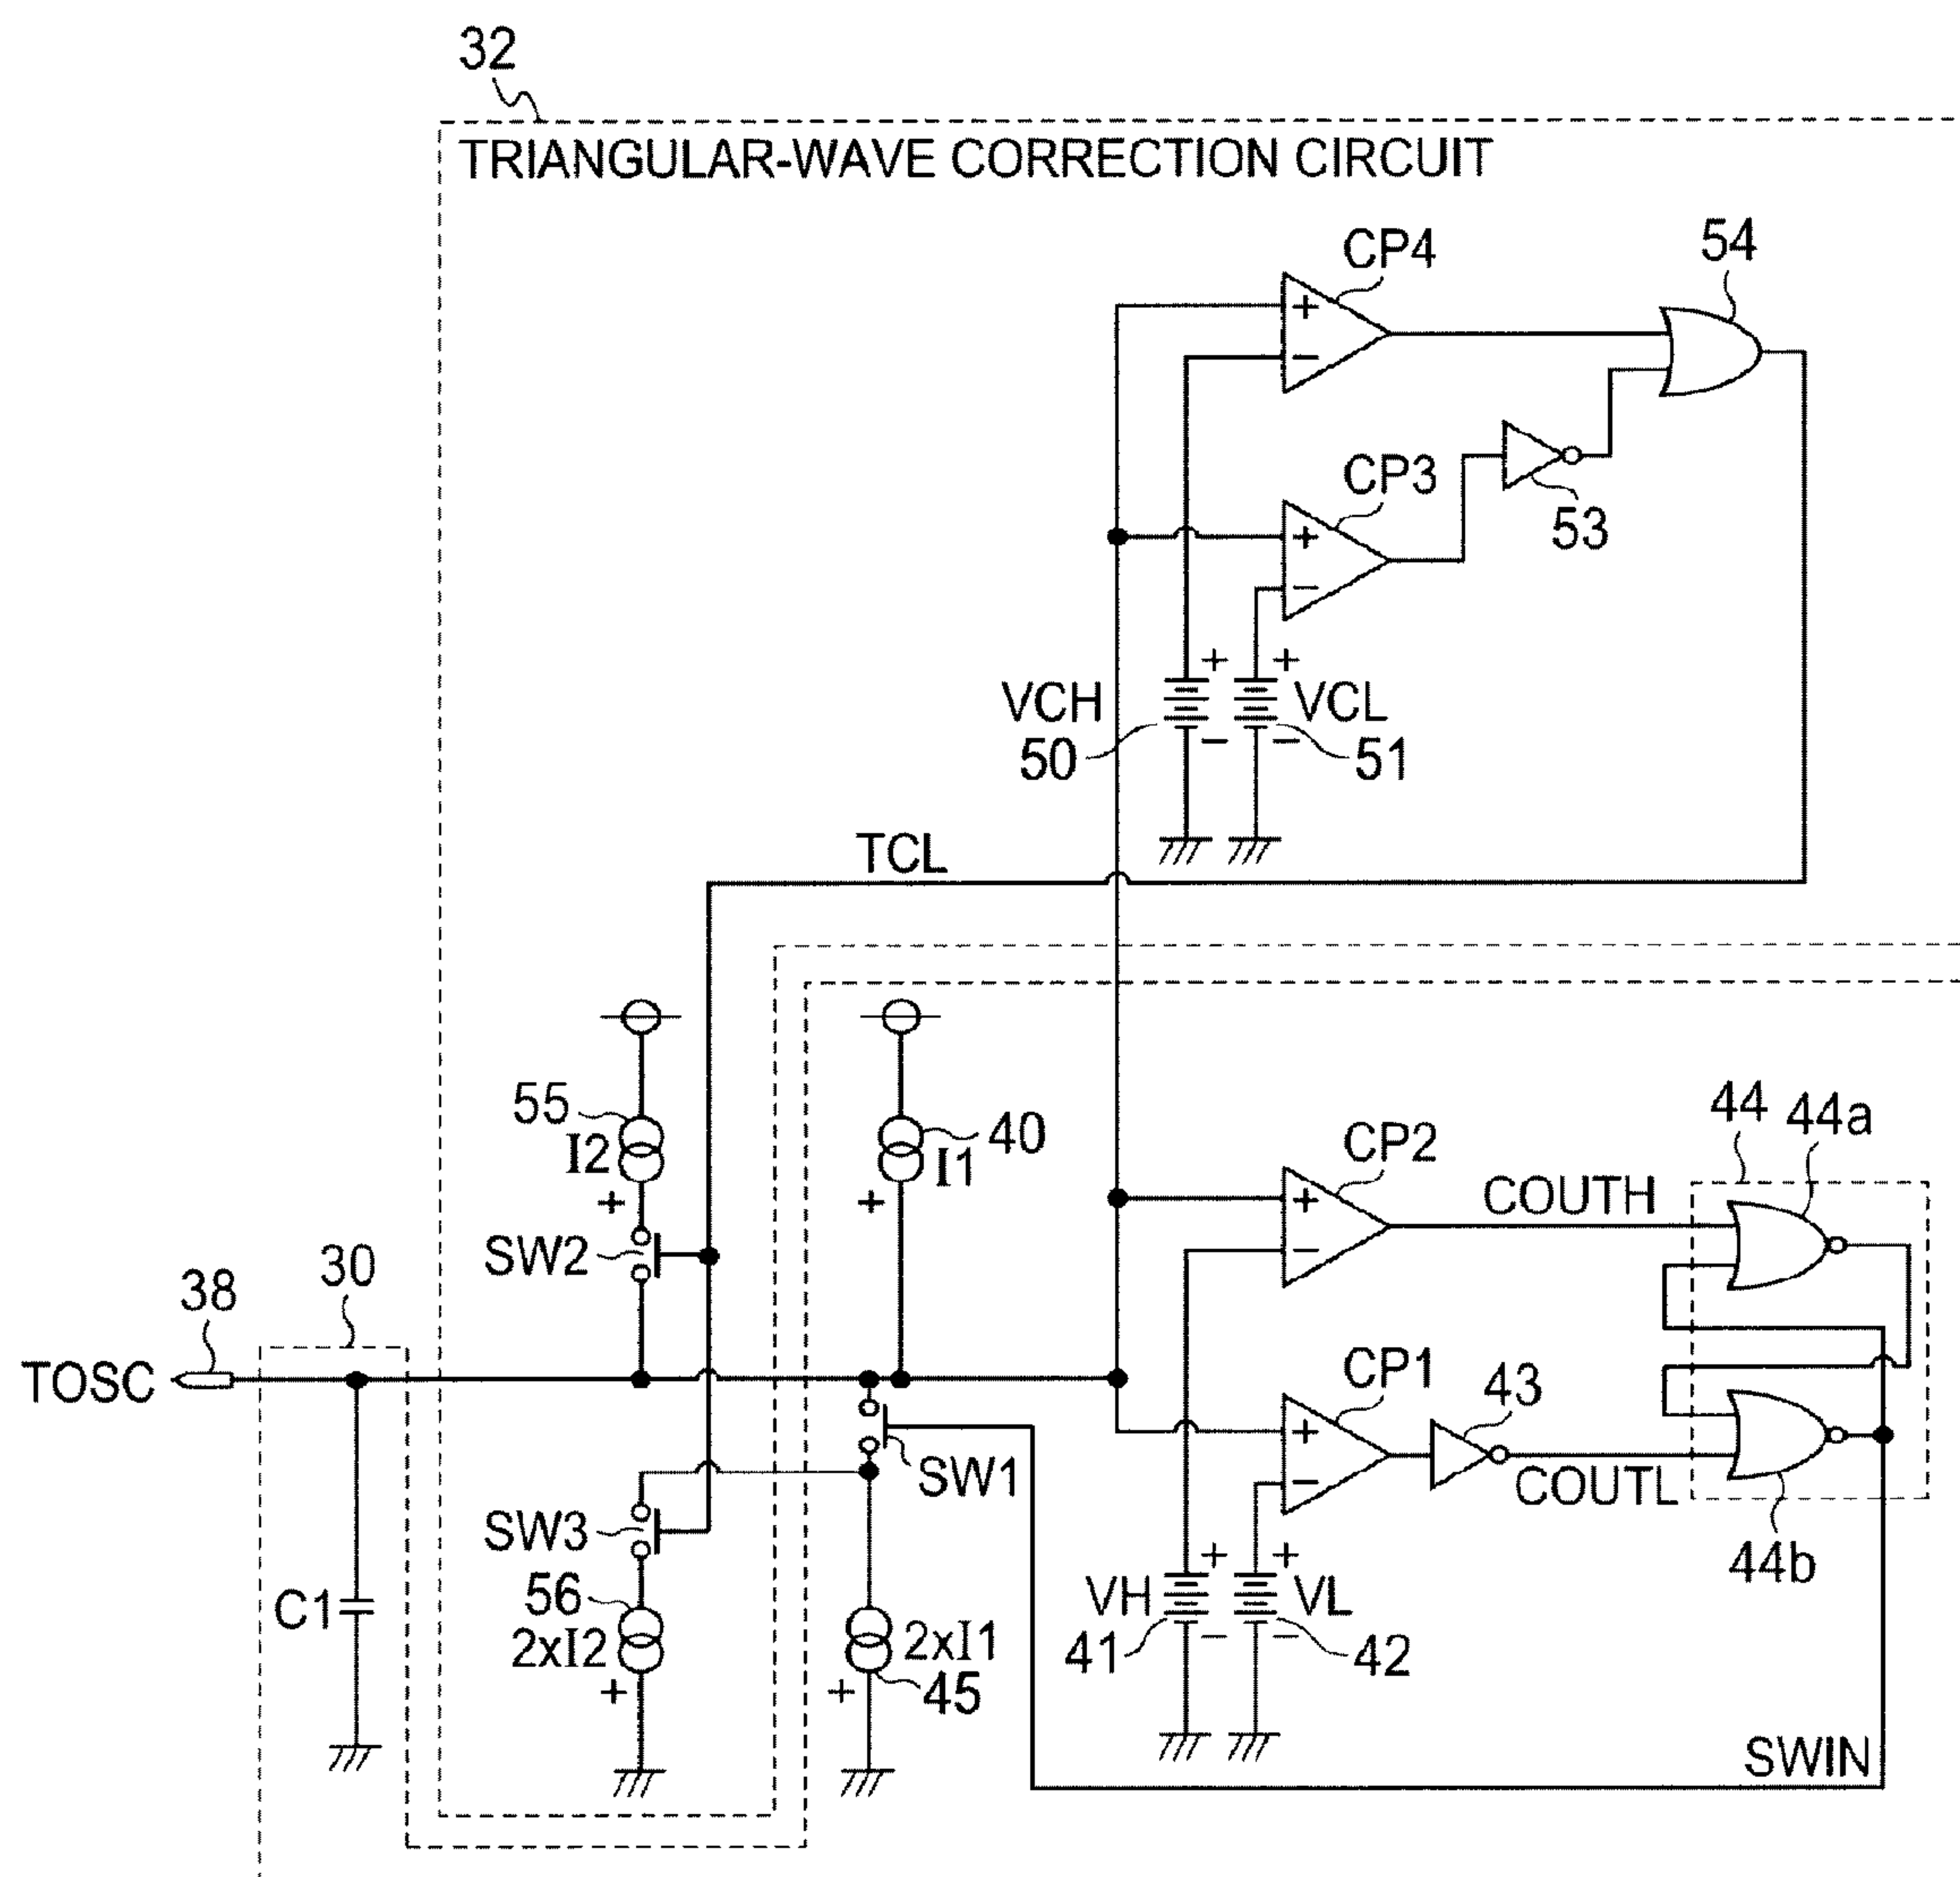 32
TRIANGULAR-WAVE CORRECTION CIRCUIT
CP4
54
+
−
CP3
53
+
−
+
+
VCH
VCL
50
−
−
51
TCL
55
I2
+
40
I1
+
SW2
CP2
+
−
COUTH
44
44a
38
30
TOSC
CP1
43
+
−
SW1
COUTL
SW3
44b
56
2xI2
+
C1
2xI1
45
+
+
+
VH
VL
41
−
−
42
SWIN